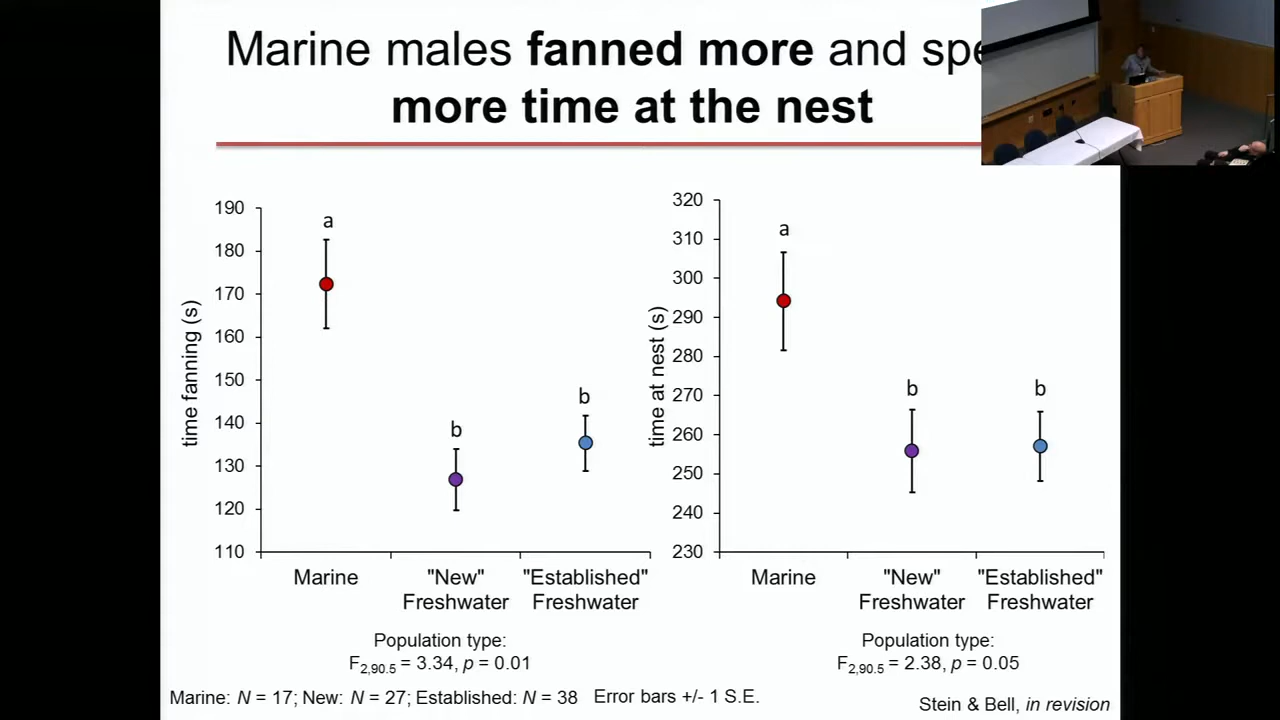 Marine males fanned more and spe
more time at the nest
190
180
170
160
150
140
130
120
110
time fanning (s)
a
b
b
Marine
"New"
Freshwater
"Established"
Freshwater
Population type:
F2,90.5 = 3.34, p = 0.01
320
310
300
290
280
270
260
250
240
230
time at nest (s)
a
b
b
Marine
"New"
Freshwater
"Established"
Freshwater
Population type:
F2,90.5 = 2.38, p = 0.05
Marine: N = 17; New: N = 27; Established: N = 38 Error bars +/- 1 S.E.
Stein & Bell, in revision